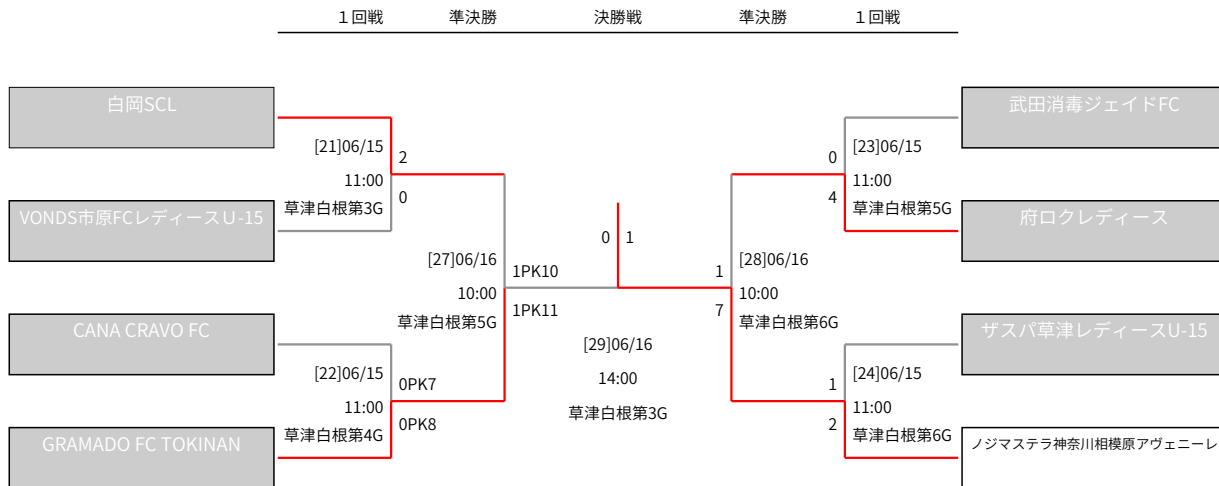 １回戦 準決勝 決勝戦 準決勝 １回戦
白岡SCL
武田消毒ジェイドFC
[21]06/15
2
0
[23]06/15
11:00
11:00
0
4
草津白根第3G
草津白根第5G
VONDS市原FCレディースＵ-15
府ロクレディース
0 1
[27]06/16
1PK10
1
[28]06/16
10:00
10:00
1PK11
7
草津白根第5G
草津白根第6G
CANA CRAVO FC
ザスパ草津レディースU-15
[29]06/16
14:00
草津白根第3G
[22]06/15
0PK7
1
[24]06/15
11:00
11:00
0PK8
2
草津白根第4G
草津白根第6G
GRAMADO FC TOKINAN
ノジマステラ神奈川相模原アヴェニーレ